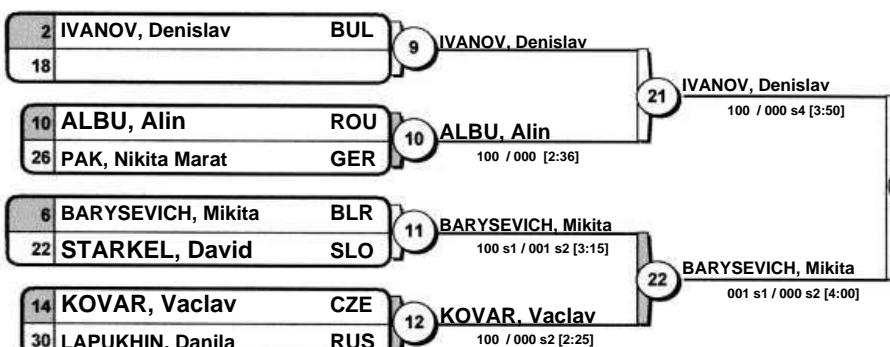 2 IVANOV, Denislav BUL
18
9 IVANOV, Denislav
21 IVANOV, Denislav
100 / 000 s4 [3:50]
10 ALBU, Alin ROU
26 PAK, Nikita Marat GER
10 ALBU, Alin
100 / 000 [2:36]
6 BARYSEVICH, Mikita BLR
22 STARKEL, David SLO
11 BARYSEVICH, Mikita
100 s1 / 001 s2 [3:15]
22 BARYSEVICH, Mikita
001 s1 / 000 s2 [4:00]
14 KOVAR, Vaclav CZE
30 LAPUKHIN, Danila RUS
12 KOVAR, Vaclav
100 / 000 s2 [2:25]